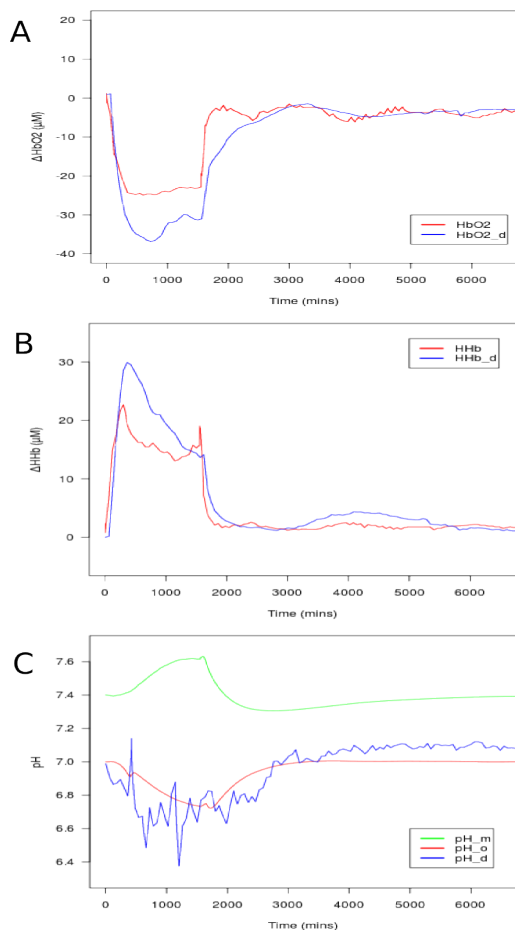 A
20
10
0
-10
-20
-30
-40
ΔHbO2 (µM)
HbO2
HbO2_d
0 1000 2000 3000 4000 5000 6000
Time (mins)
B
30
20
10
0
ΔHHb (µM)
HHb
HHb_d
0 1000 2000 3000 4000 5000 6000
Time (mins)
C
7.6
7.4
7.2
7.0
6.8
6.6
6.4
pH
pH_m
pH_o
pH_d
0 1000 2000 3000 4000 5000 6000
Time (mins)